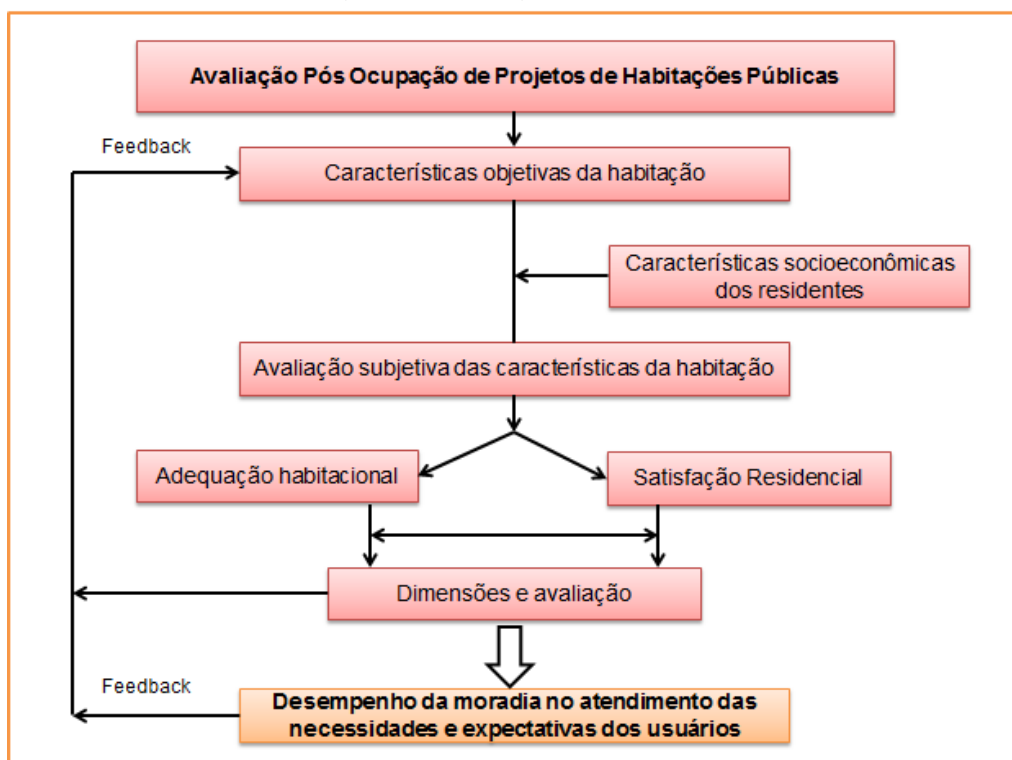 Avaliação Pós Ocupação de Projetos de Habitações Públicas
Feedback
Características objetivas da habitação
Características socioeconômicas
dos residentes
Avaliação subjetiva das características da habitação
Adequação habitacional
Satisfação Residencial
Dimensões e avaliação
Feedback
Desempenho da moradia no atendimento das
necessidades e expectativas dos usuários